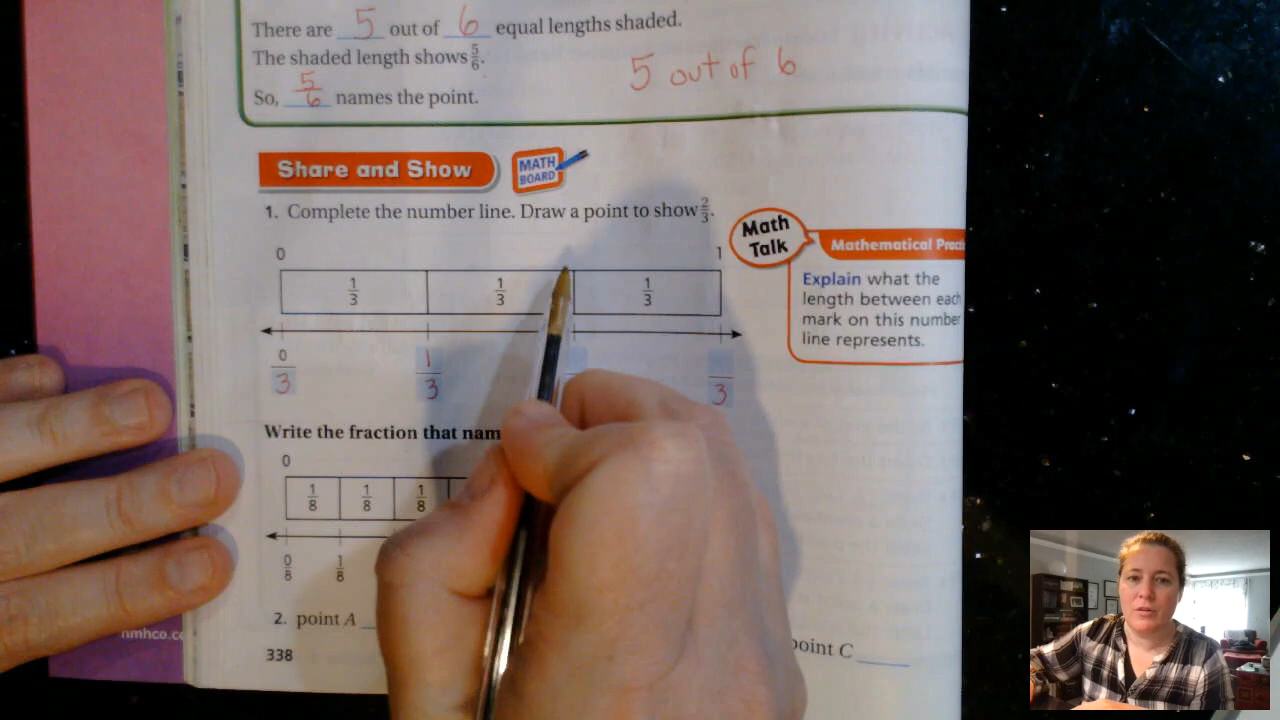 There are 5 out of 6 equal lengths shaded.
The shaded length shows 5/6.
5 out of 6
So, 5/6 names the point.
Share and Show
MATH BOARD
1. Complete the number line. Draw a point to show 2/3.
Math Talk
Mathematical
Explain what the
length between each
mark on this number
line represents.
0 1
1/3 1/3 1/3
0/3 1/3 /3
Write the fraction that
0
1/8 1/8 1/8
0/8 1/8
2. point A
point C
338